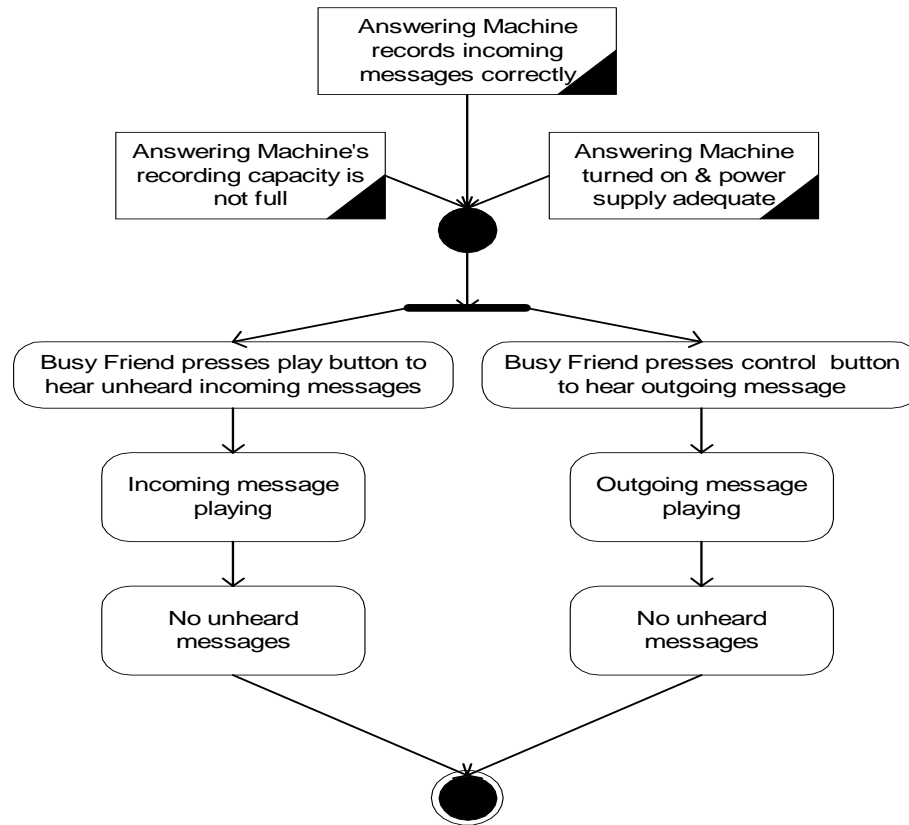 Answering Machine
records incoming
messages correctly
Answering Machine's
recording capacity is
not full
Answering Machine
turned on & power
supply adequate
Busy Friend presses play button to
hear unheard incoming messages
Busy Friend presses control button
to hear outgoing message
Incoming message
playing
Outgoing message
playing
No unheard
messages
No unheard
messages